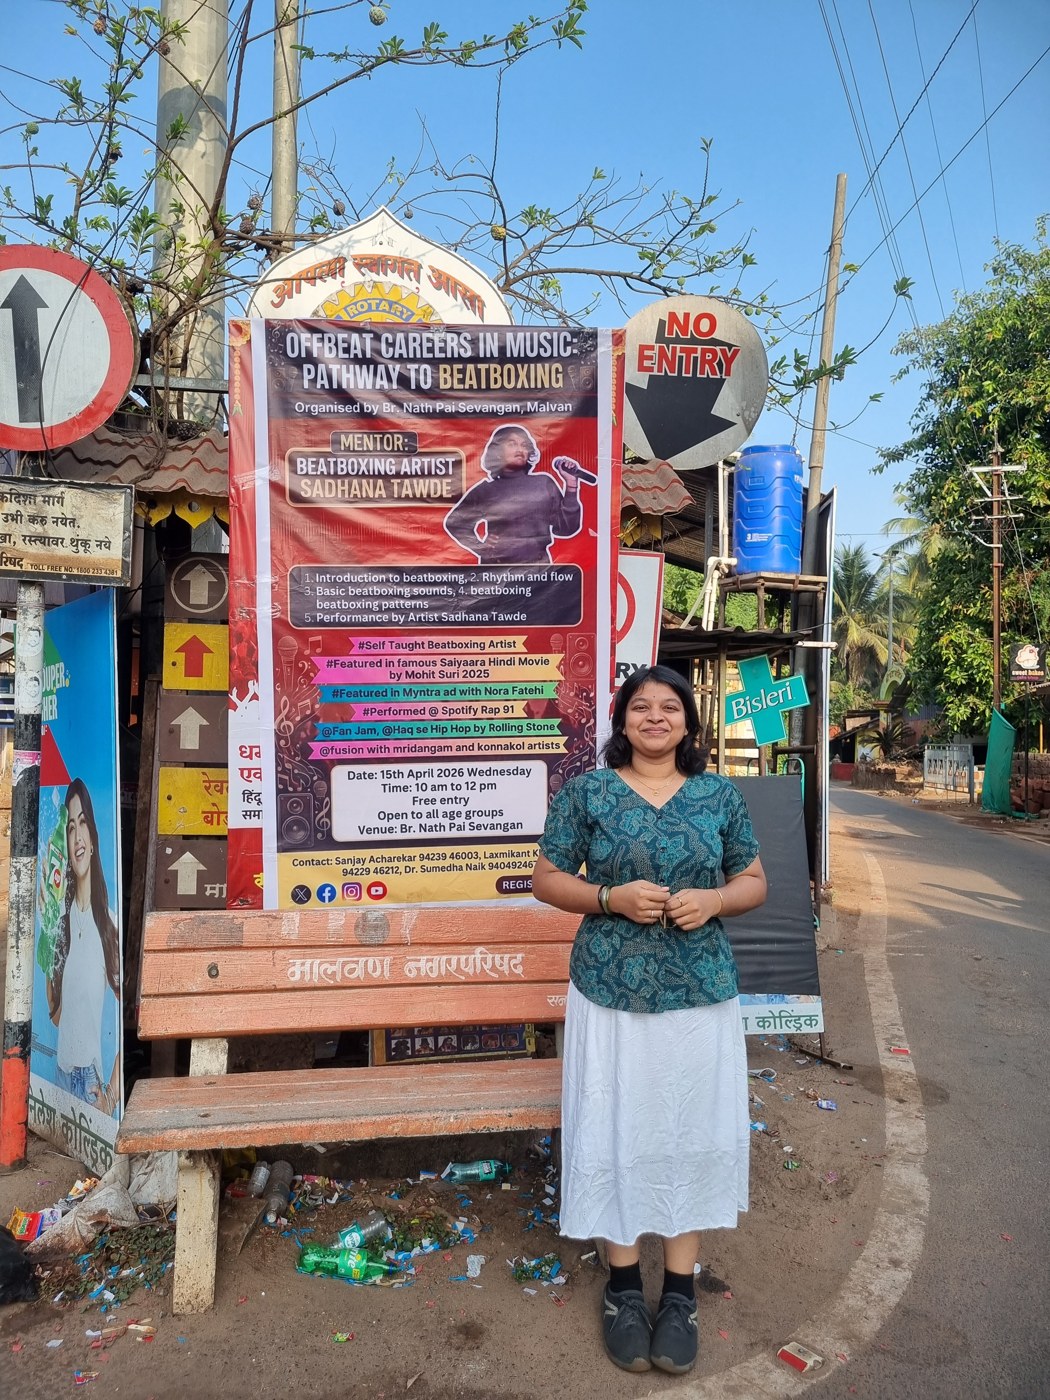 आपला स्वागत आसा
ROTARY
OFFBEAT CAREERS IN MUSIC:
PATHWAY TO BEATBOXING
Organised by Br. Nath Pai Sevangan, Malvan
MENTOR:
BEATBOXING ARTIST
SADHANA TAWDE
1. Introduction to beatboxing, 2. Rhythm and flow
3. Basic beatboxing sounds, 4. beatboxing
beatboxing patterns
5. Performance by Artist Sadhana Tawde
#Self Taught Beatboxing Artist
#Featured in famous Saiyaara Hindi Movie
by Mohit Suri 2025
#Featured in Myntra ad with Nora Fatehi
#Performed @ Spotify Rap 91
@Fan Jam, @Haq se Hip Hop by Rolling Stone
@fusion with mridangam and konnakol artists
Date: 15th April 2026 Wednesday
Time: 10 am to 12 pm
Free entry
Open to all age groups
Venue: Br. Nath Pai Sevangan
Contact: Sanjay Acharekar 94239 46003, Laxmikant
94229 46212, Dr. Sumedha Naik
NO
ENTRY
मार्ग
उभी करु नयेत.
रस्त्यावर थुंकू नये
TOLL FREE NO.
Bisleri
मालवण नगरपरिषद
कोल्ड्रिंक
निलेश कोल्ड्रिंक